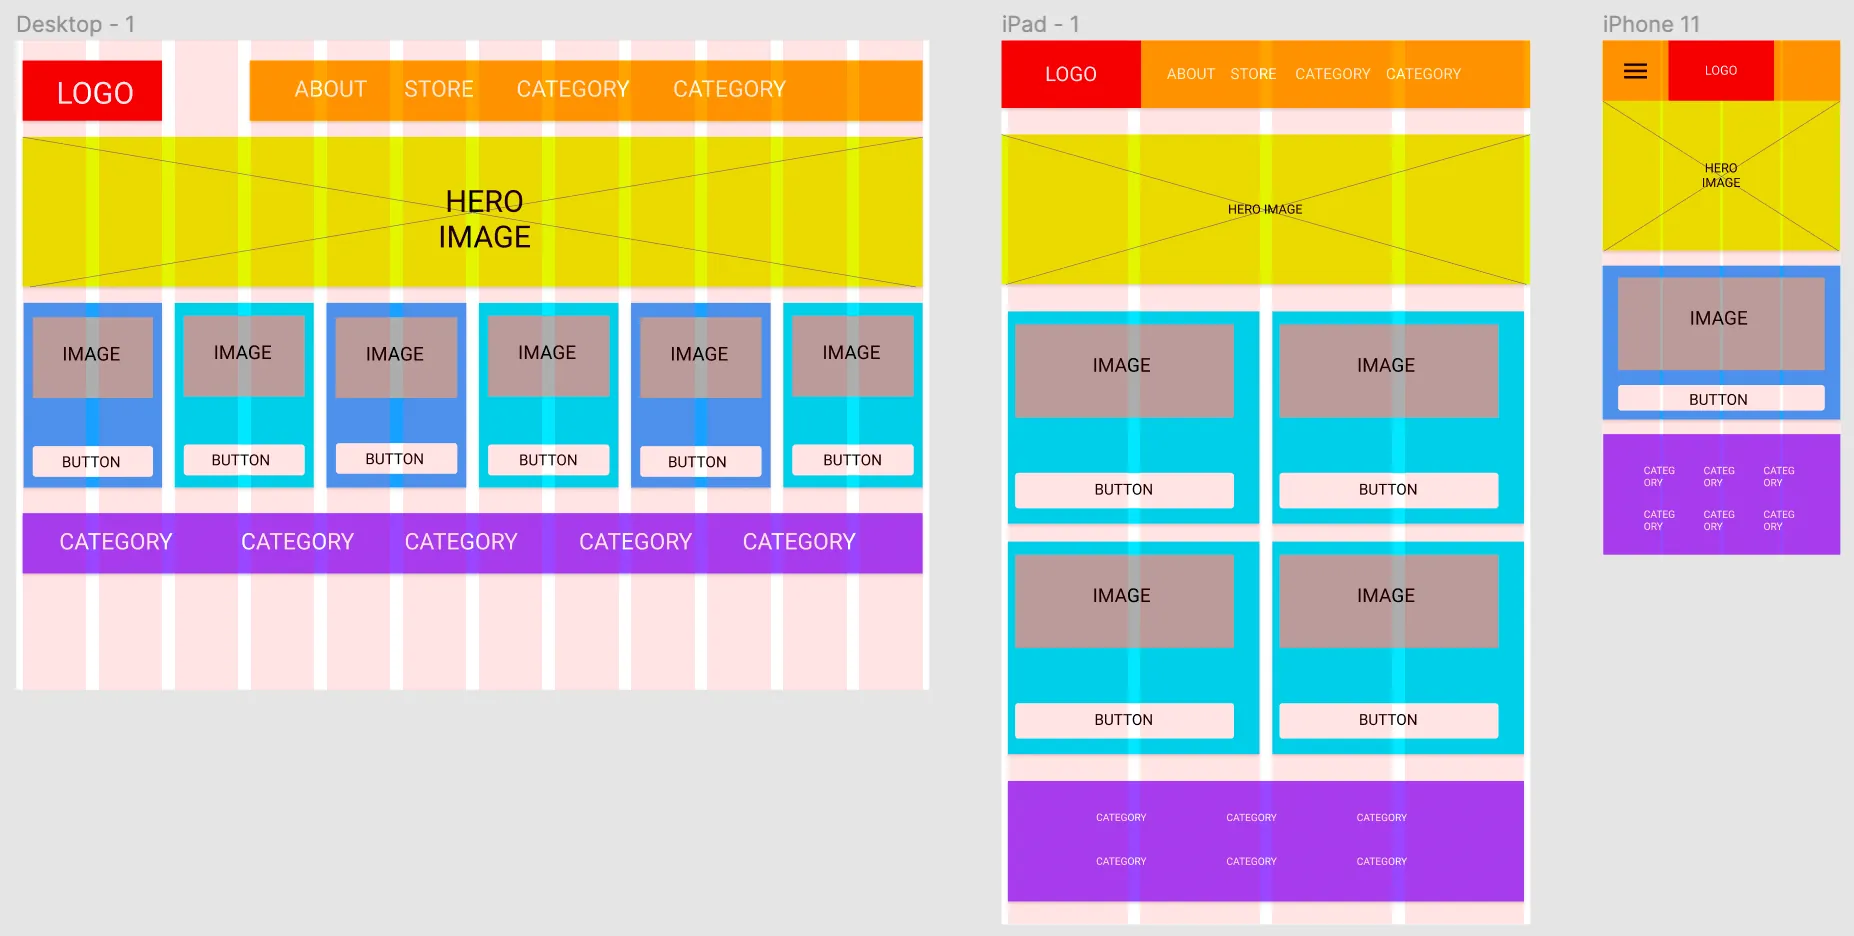 Desktop - 1
LOGO
ABOUT STORE CATEGORY CATEGORY
HERO
IMAGE
IMAGE IMAGE IMAGE IMAGE IMAGE IMAGE
BUTTON BUTTON BUTTON BUTTON BUTTON BUTTON
CATEGORY CATEGORY CATEGORY CATEGORY CATEGORY
iPad - 1
LOGO
ABOUT STORE CATEGORY CATEGORY
HERO IMAGE
IMAGE IMAGE
BUTTON BUTTON
IMAGE IMAGE
BUTTON BUTTON
CATEGORY CATEGORY CATEGORY
CATEGORY CATEGORY CATEGORY
iPhone 11
LOGO
HERO
IMAGE
IMAGE
BUTTON
CATEG CATEG CATEG
ORY ORY ORY
CATEG CATEG CATEG
ORY ORY ORY